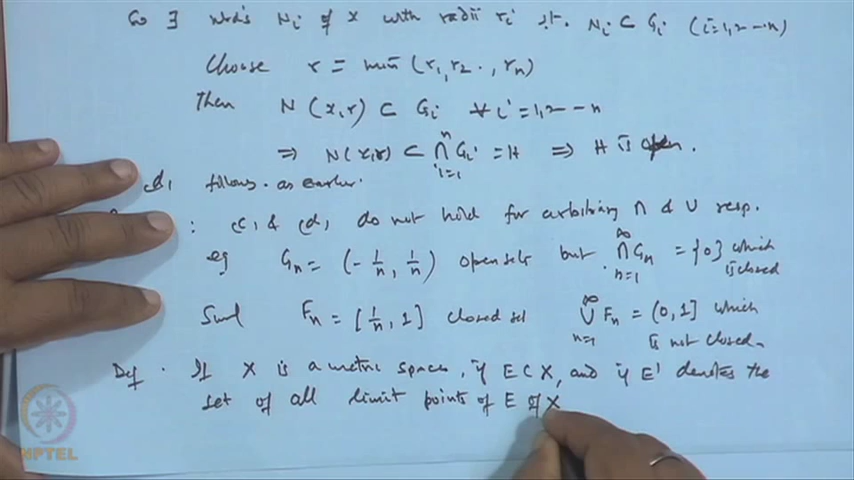 So ∃ nbd's Nᵢ of x with radii rᵢ s.t. Nᵢ ⊂ Gᵢ (i=1,2--n)
Choose r = min (r₁, r₂ ., rₙ)
Then N(x,r) ⊂ Gᵢ ∀ i=1,2--n
⇒ N(x,r) ⊂ ⋂ᵢ₌₁ⁿ Gᵢ = H ⇒ H is open.
(d) follows as earlier.
: (c) & (d) do not hold for arbitrary ∩ & ∪ resp.
eg Gₙ = (-1/n, 1/n) open sets but ⋂ₙ₌₁^∞ Gₙ = {0} which is closed
Simil Fₙ = [1/n, 1] closed set ⋃ₙ₌₁^∞ Fₙ = (0, 1] which is not closed.
Def. If X is a metric space, if E ⊂ X, and if E' denotes the
set of all limit points of E of X
NPTEL